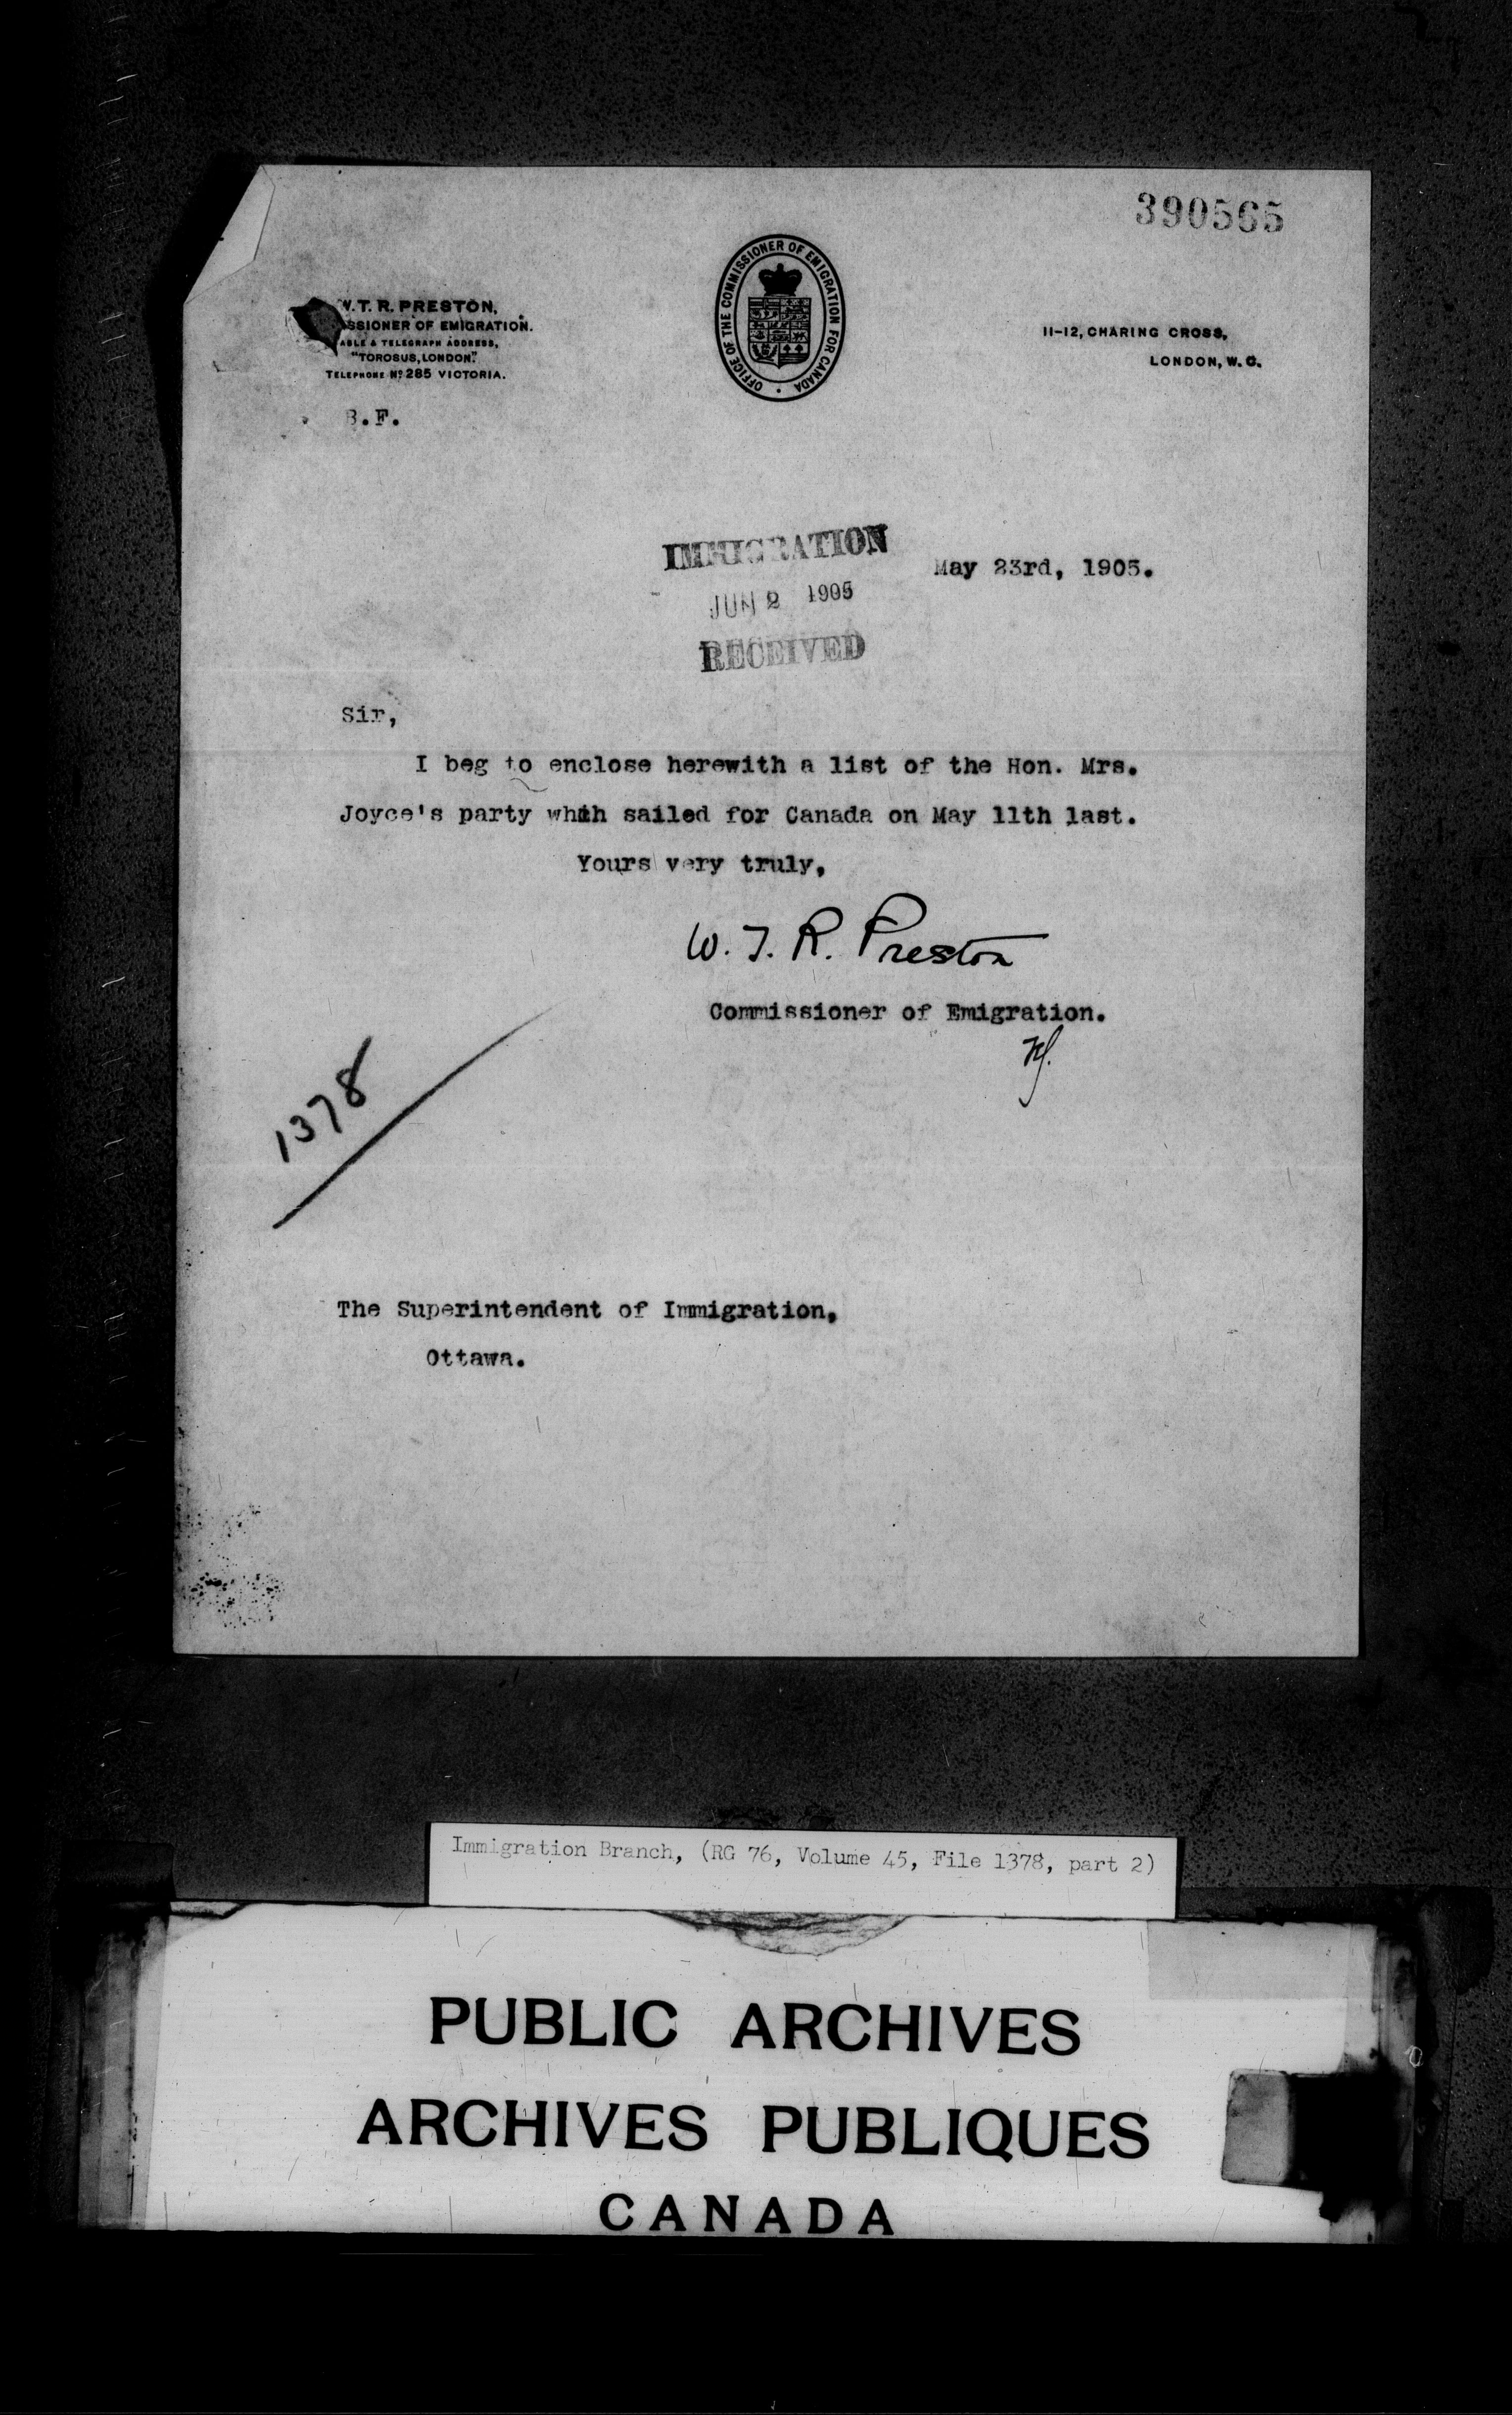 390565
OFFICE OF THE COMMISSIONER OF EMIGRATION FOR CANADA
W.T. R. PRESTON,
SSIONER OF EMIGRATION.
ABLE & TELEGRAPH ADDRESS,
"TOROSUS, LONDON."
TELEPHONE Nº 285 VICTORIA.
11-12, CHARING CROSS,
LONDON, W. C.
B.F.
IMMIGRATION
JUN 2 1905
RECEIVED
May 23rd, 1905.
Sir,
I beg to enclose herewith a list of the Hon. Mrs.
Joyce's party whih sailed for Canada on May 11th last.
Yours very truly,
W. T. R. Preston
Commissioner of Emigration.
1378
The Superintendent of Immigration,
Ottawa.
Immigration Branch, (RG 76, Volume 45, File 1378, part 2)
PUBLIC ARCHIVES
ARCHIVES PUBLIQUES
CANADA